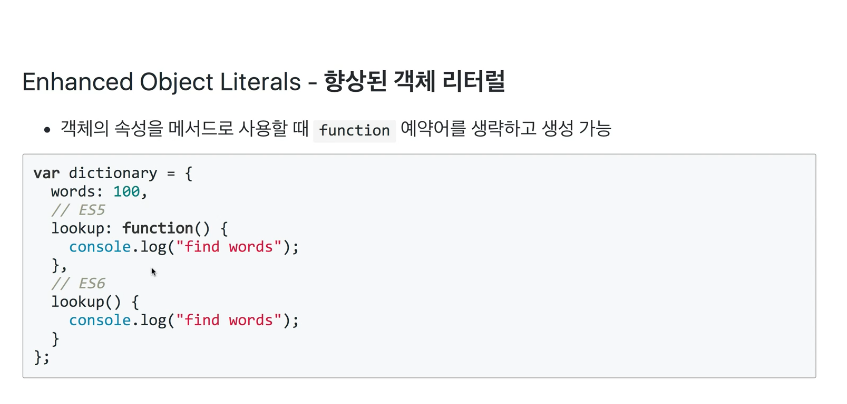 Enhanced Object Literals - 향상된 객체 리터럴
• 객체의 속성을 메서드로 사용할 때 function 예약어를 생략하고 생성 가능
var dictionary = {
  words: 100,
  // ES5
  lookup: function() {
    console.log("find words");
  },
  // ES6
  lookup() {
    console.log("find words");
  }
};